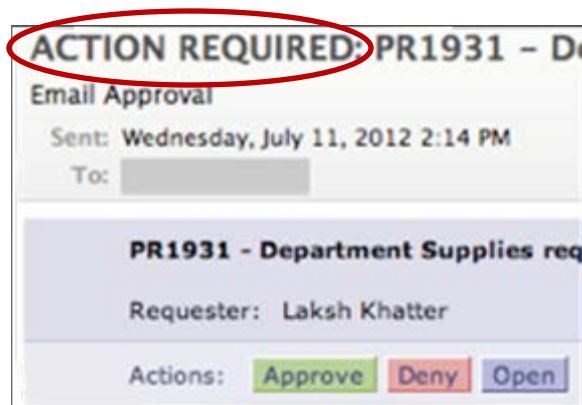 ACTION REQUIRED: PR1931 – De
Email Approval
Sent: Wednesday, July 11, 2012 2:14 PM
To:
PR1931 - Department Supplies req
Requester: Laksh Khatter
Actions: Approve Deny Open